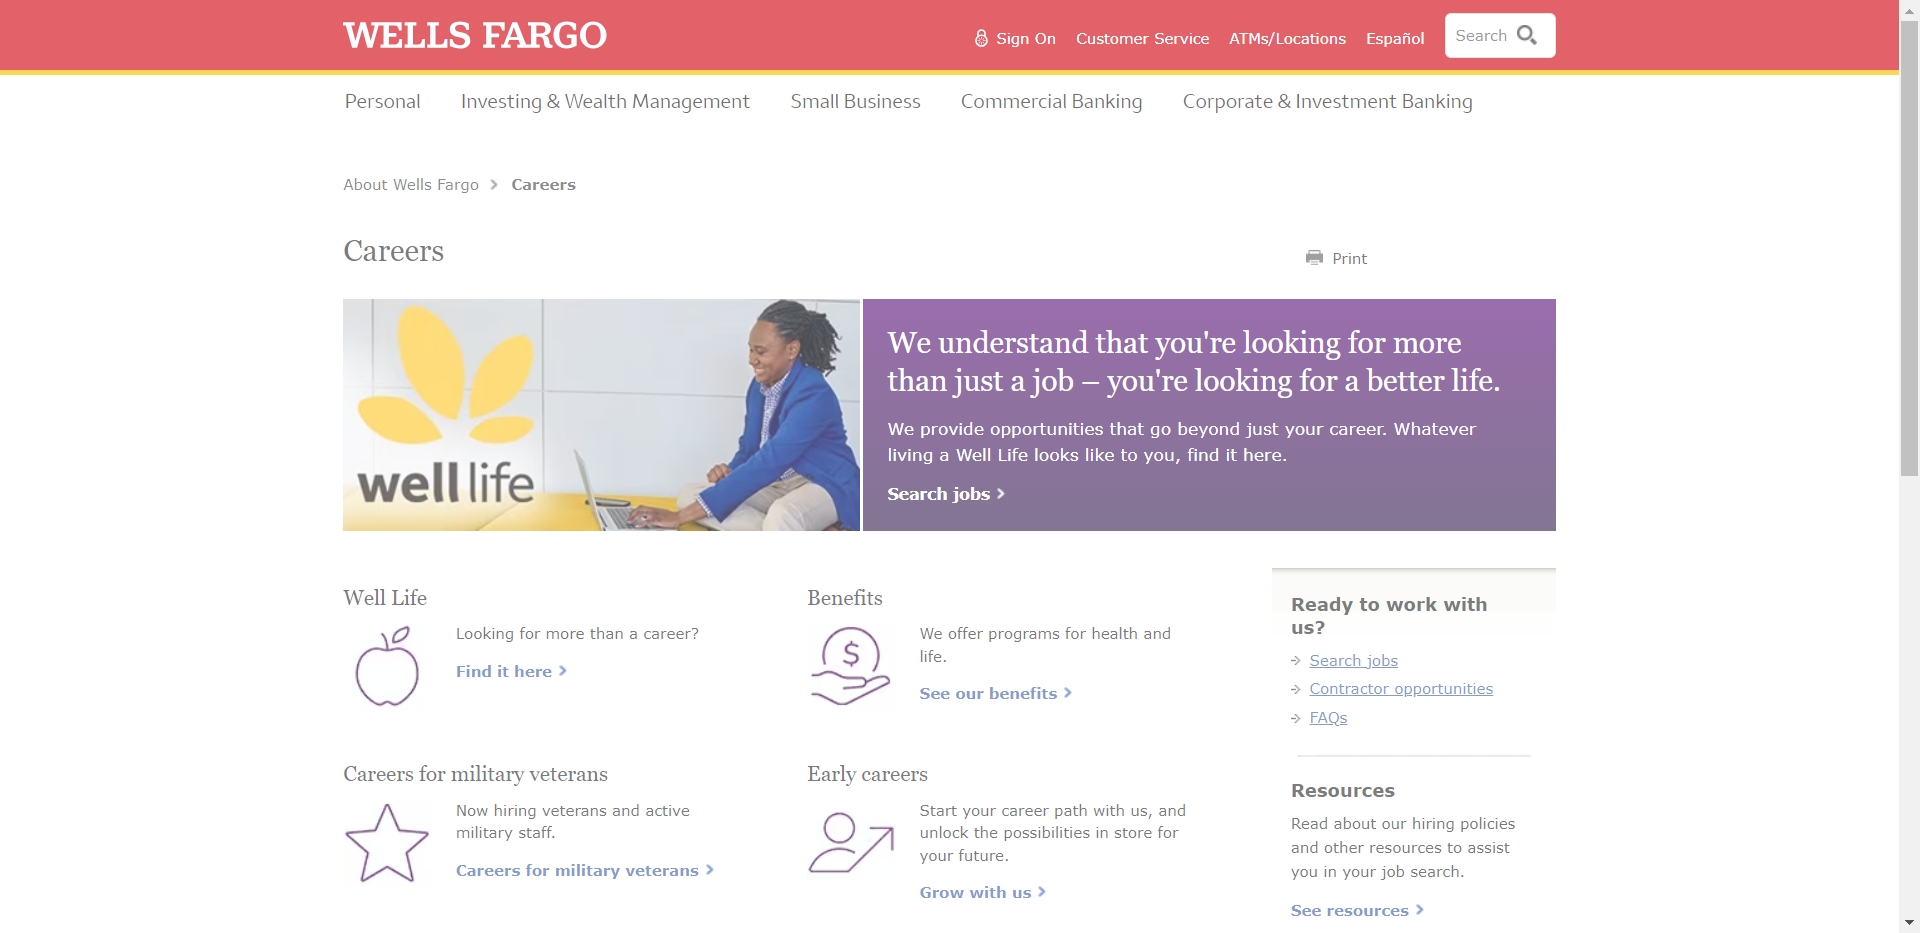 WELLS FARGO
Sign On
Customer Service
ATMs/Locations
Español
Search
Personal
Investing & Wealth Management
Small Business
Commercial Banking
Corporate & Investment Banking
About Wells Fargo
Careers
Careers
Print
well life
We understand that you're looking for more
than just a job – you're looking for a better life.
We provide opportunities that go beyond just your career. Whatever
living a Well Life looks like to you, find it here.
Search jobs
Well Life
Looking for more than a career?
Find it here
Benefits
$
We offer programs for health and
life.
See our benefits
Careers for military veterans
Now hiring veterans and active
military staff.
Careers for military veterans
Early careers
Start your career path with us, and
unlock the possibilities in store for
your future.
Grow with us
Ready to work with
us?
Search jobs
Contractor opportunities
FAQs
Resources
Read about our hiring policies
and other resources to assist
you in your job search.
See resources